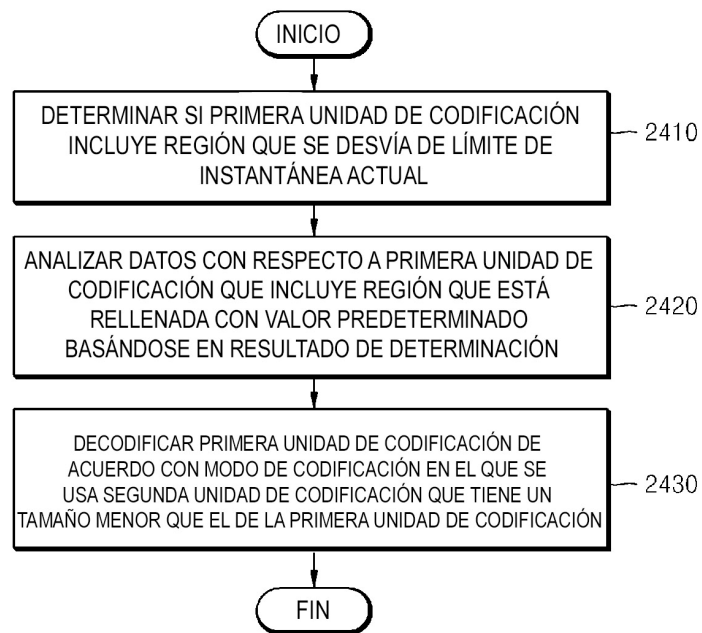 INICIO
DETERMINAR SI PRIMERA UNIDAD DE CODIFICACIÓN
INCLUYE REGIÓN QUE SE DESVÍA DE LÍMITE DE
INSTANTÁNEA ACTUAL
2410
ANALIZAR DATOS CON RESPECTO A PRIMERA UNIDAD DE
CODIFICACIÓN QUE INCLUYE REGIÓN QUE ESTÁ
RELLENADA CON VALOR PREDETERMINADO
BASÁNDOSE EN RESULTADO DE DETERMINACIÓN
2420
DECODIFICAR PRIMERA UNIDAD DE CODIFICACIÓN DE
ACUERDO CON MODO DE CODIFICACIÓN EN EL QUE SE
USA SEGUNDA UNIDAD DE CODIFICACIÓN QUE TIENE UN
TAMAÑO MENOR QUE EL DE LA PRIMERA UNIDAD DE CODIFICACIÓN
2430
FIN